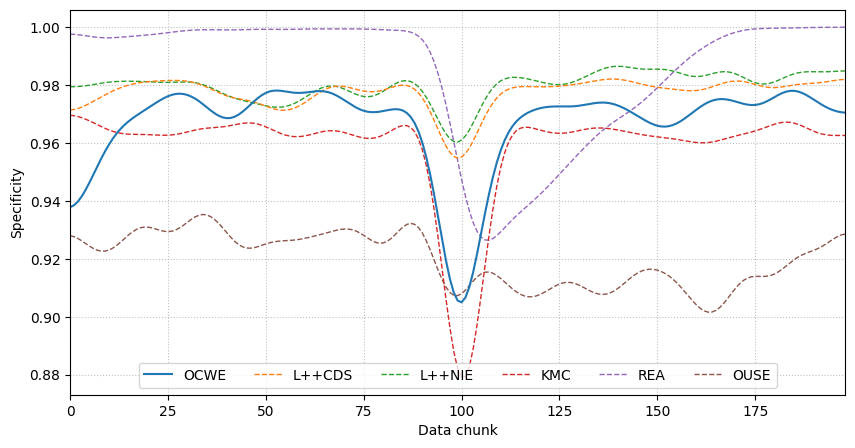 1.00
0.98
0.96
0.94
0.92
0.90
0.88
Specificity
OCWE L++CDS L++NIE KMC REA OUSE
0 25 50 75 100 125 150 175
Data chunk